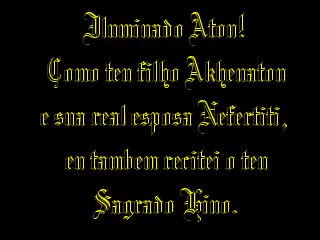 Iluminado Aton!
Como teu filho Akhenaton
e sua real esposa Nefertiti,
eu tambem recitei o teu
Sagrado Hino.